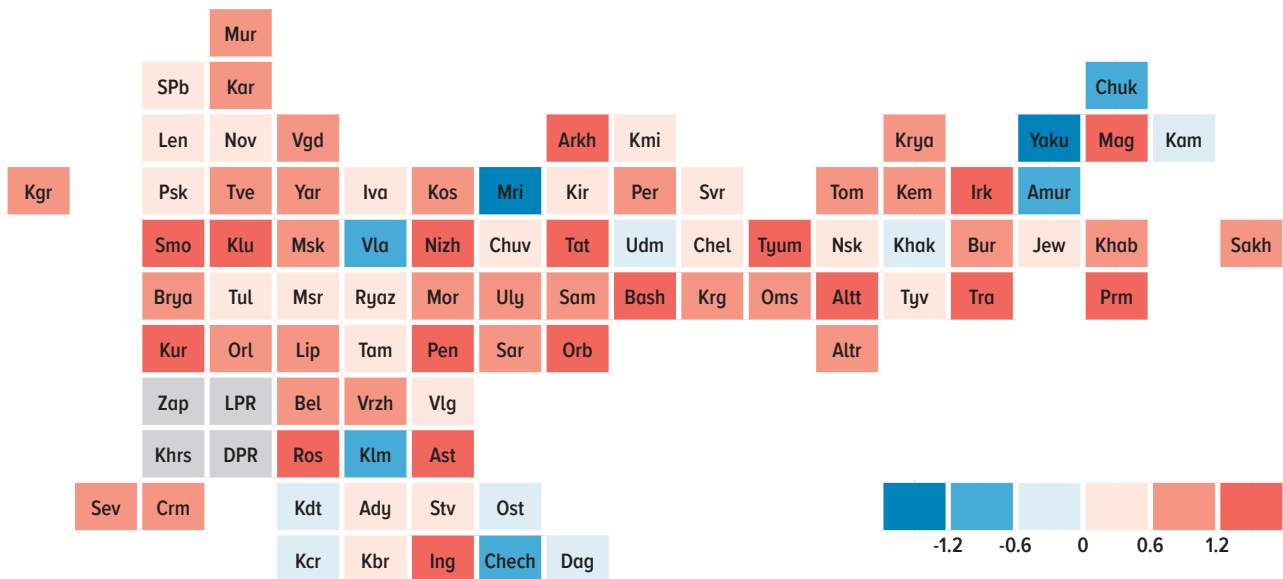 Mur
SPb Kar Chuk
Len Nov Vgd Arkh Kmi Krya Yaku Mag Kam
Kgr Psk Tve Yar Iva Kos Mri Kir Per Svr Tom Kem Irk Amur
Smo Klu Msk Vla Nizh Chuv Tat Udm Chel Tyum Nsk Khak Bur Jew Khab Sakh
Brya Tul Msr Ryaz Mor Uly Sam Bash Krg Oms Altt Tyv Tra Prm
Kur Orl Lip Tam Pen Sar Orb Altr
Zap LPR Bel Vrzh Vlg
Khrs DPR Ros Klm Ast
Sev Crm Kdt Ady Stv Ost
Kcr Kbr Ing Chech Dag
-1.2 -0.6 0 0.6 1.2